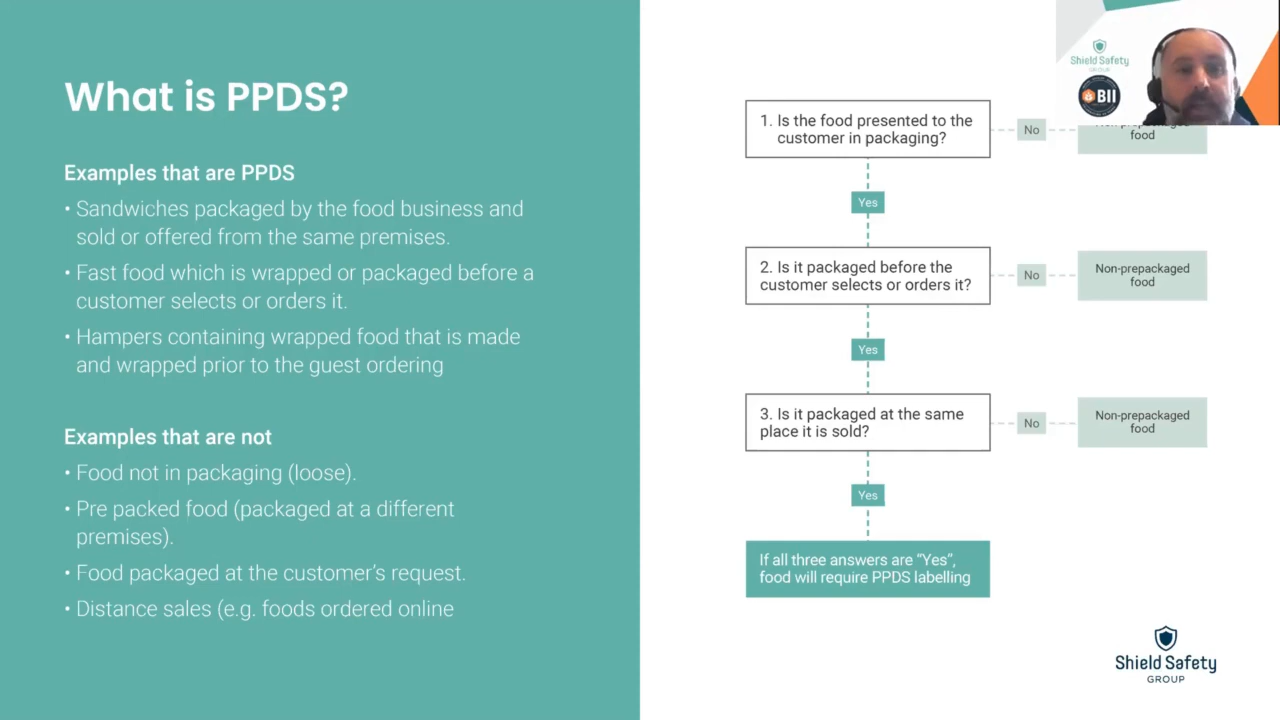 What is PPDS?
Examples that are PPDS
• Sandwiches packaged by the food business and
sold or offered from the same premises.
• Fast food which is wrapped or packaged before a
customer selects or orders it.
• Hampers containing wrapped food that is made
and wrapped prior to the guest ordering
Examples that are not
• Food not in packaging (loose).
• Pre packed food (packaged at a different
premises).
• Food packaged at the customer's request.
• Distance sales (e.g. foods ordered online
1. Is the food presented to the
customer in packaging?
No
food
Yes
2. Is it packaged before the
customer selects or orders it?
No
Non-prepackaged
food
Yes
3. Is it packaged at the same
place it is sold?
No
Non-prepackaged
food
Yes
If all three answers are “Yes”,
food will require PPDS labelling
Shield Safety
GROUP
BII
Shield Safety
GROUP